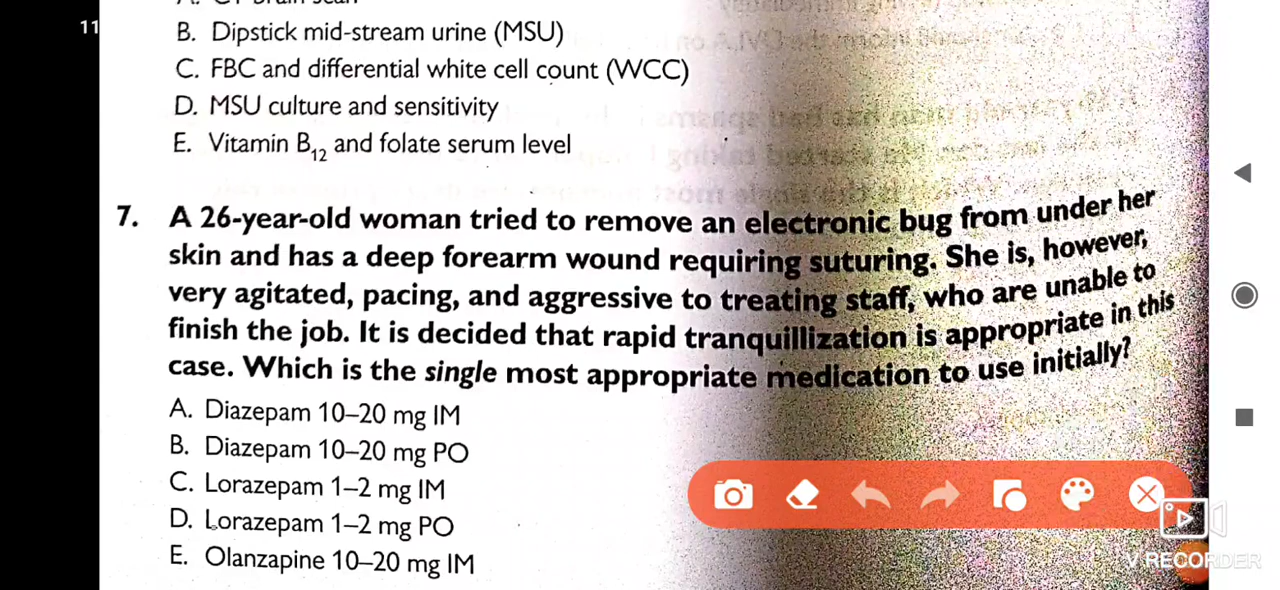 11
B. Dipstick mid-stream urine (MSU)
C. FBC and differential white cell count (WCC)
D. MSU culture and sensitivity
E. Vitamin B12 and folate serum level
7. A 26-year-old woman tried to remove an electronic bug from under her
skin and has a deep forearm wound requiring suturing. She is, however,
very agitated, pacing, and aggressive to treating staff, who are unable to
finish the job. It is decided that rapid tranquillization is appropriate in this
case. Which is the single most appropriate medication to use initially?
A. Diazepam 10–20 mg IM
B. Diazepam 10–20 mg PO
C. Lorazepam 1–2 mg IM
D. Lorazepam 1–2 mg PO
E. Olanzapine 10–20 mg IM
V RECORDER